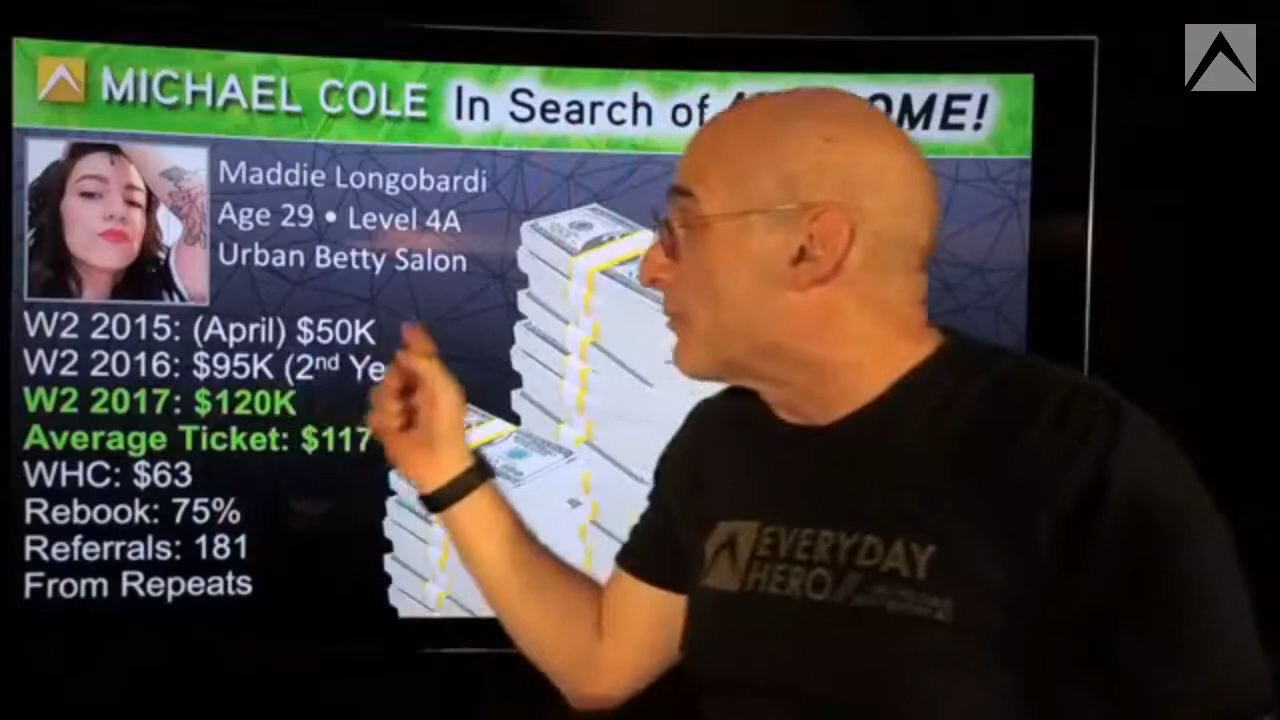 MICHAEL COLE In Search of OME!
Maddie Longobardi
Age 29 • Level 4A
Urban Betty Salon
W2 2015: (April) $50K
W2 2016: $95K (2nd Ye
W2 2017: $120K
Average Ticket: $117
WHC: $63
Rebook: 75%
Referrals: 181
From Repeats
EVERYDAY
HERO